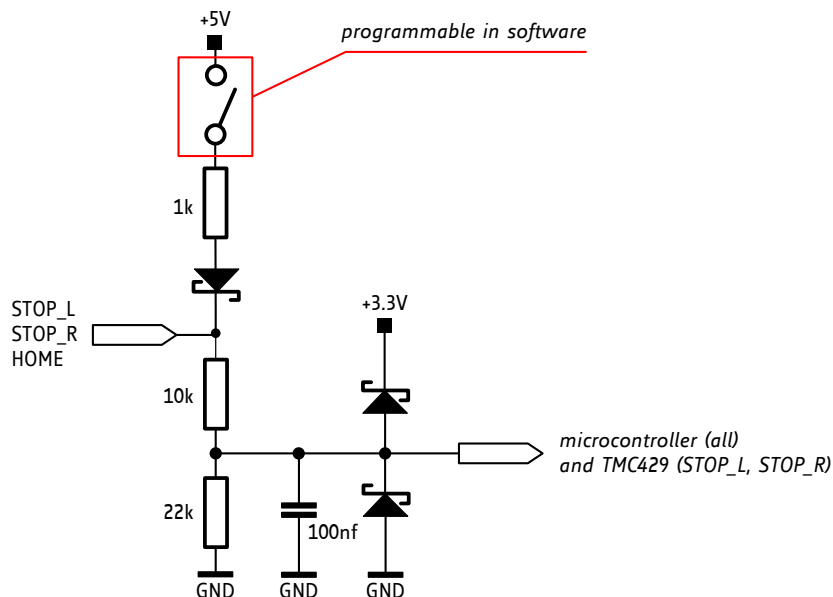 +5V
programmable in software
1k
STOP_L
STOP_R
HOME
+3.3V
10k
microcontroller (all)
and TMC429 (STOP_L, STOP_R)
22k
100nf
GND
GND
GND